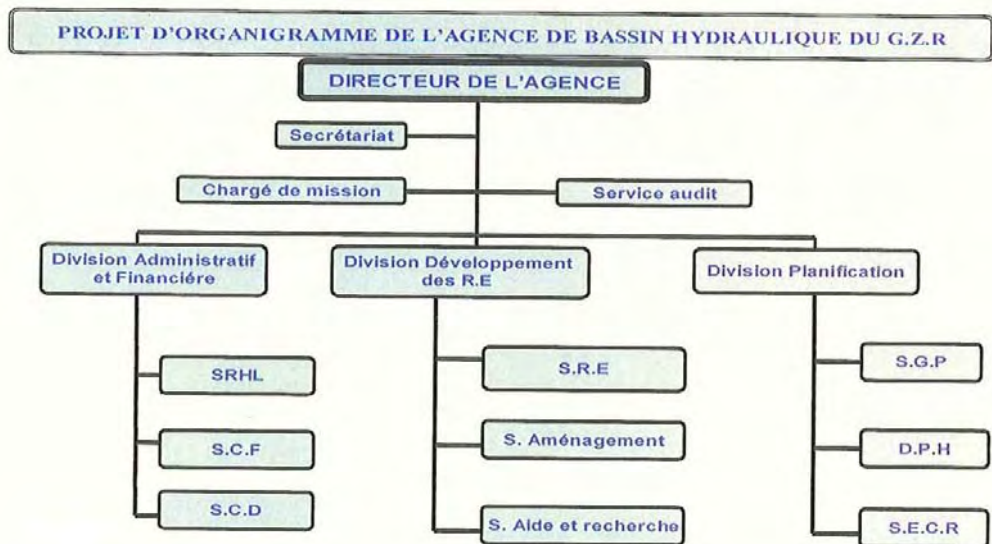 PROJET D'ORGANIGRAMME DE L'AGENCE DE BASSIN HYDRAULIQUE DU G.Z.R
DIRECTEUR DE L'AGENCE
Secrétariat
Chargé de mission
Service audit
Division Administratif
et Financiére
Division Développement
des R.E
Division Planification
SRHL
S.R.E
S.G.P
S.C.F
S. Aménagement
D.P.H
S.C.D
S. Aide et recherche
S.E.C.R